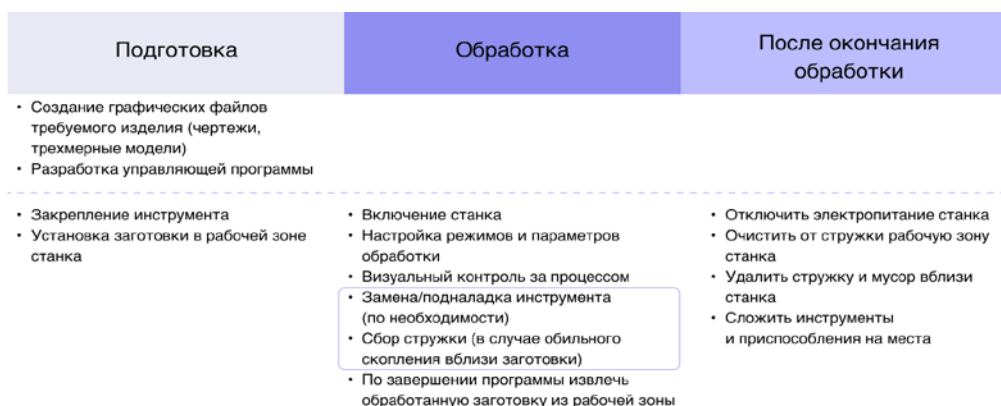 Подготовка
Обработка
После окончания
обработки
• Создание графических файлов
требуемого изделия (чертежи,
трехмерные модели)
• Разработка управляющей программы
• Закрепление инструмента
• Установка заготовки в рабочей зоне
станка
• Включение станка
• Настройка режимов и параметров
обработки
• Визуальный контроль за процессом
• Замена/подналадка инструмента
(по необходимости)
• Сбор стружки (в случае обильного
скопления вблизи заготовки)
• По завершении программы извлечь
обработанную заготовку из рабочей зоны
• Отключить электропитание станка
• Очистить от стружки рабочую зону
станка
• Удалить стружку и мусор вблизи
станка
• Сложить инструменты
и приспособления на места